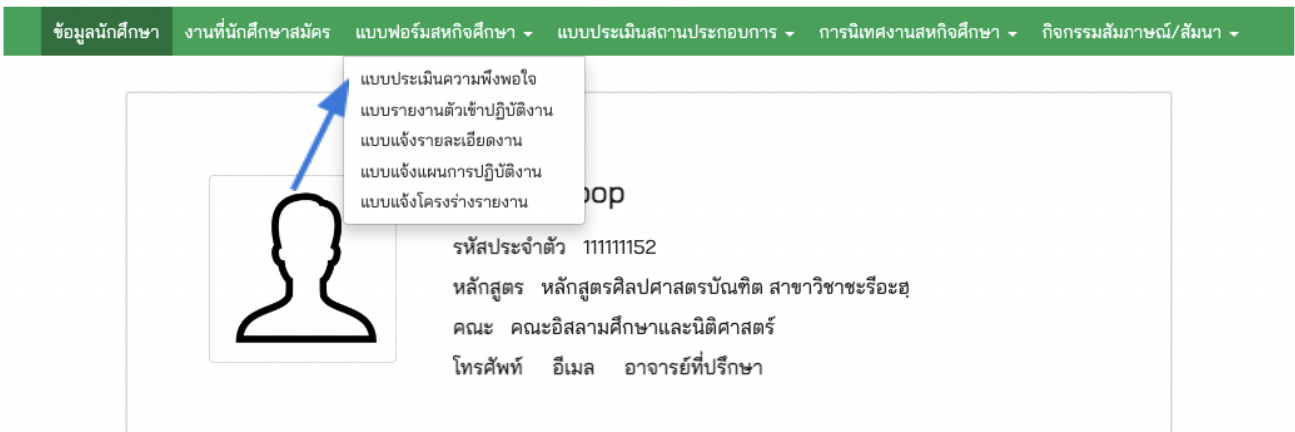 ข้อมูลนักศึกษา งานที่นักศึกษาสมัคร แบบฟอร์มสหกิจศึกษา แบบประเมินสถานประกอบการ การนิเทศงานสหกิจศึกษา กิจกรรมสัมภาษณ์/สัมนา
แบบประเมินความพึงพอใจ
แบบรายงานตัวเข้าปฏิบัติงาน
แบบแจ้งรายละเอียดงาน
แบบแจ้งแผนการปฏิบัติงาน
แบบแจ้งโครงร่างรายงาน
รหัสประจำตัว 111111152
หลักสูตร หลักสูตรศิลปศาสตรบัณฑิต สาขาวิชาชะรีอะฮฺ
คณะ คณะอิสลามศึกษาและนิติศาสตร์
โทรศัพท์ อีเมล อาจารย์ที่ปรึกษา